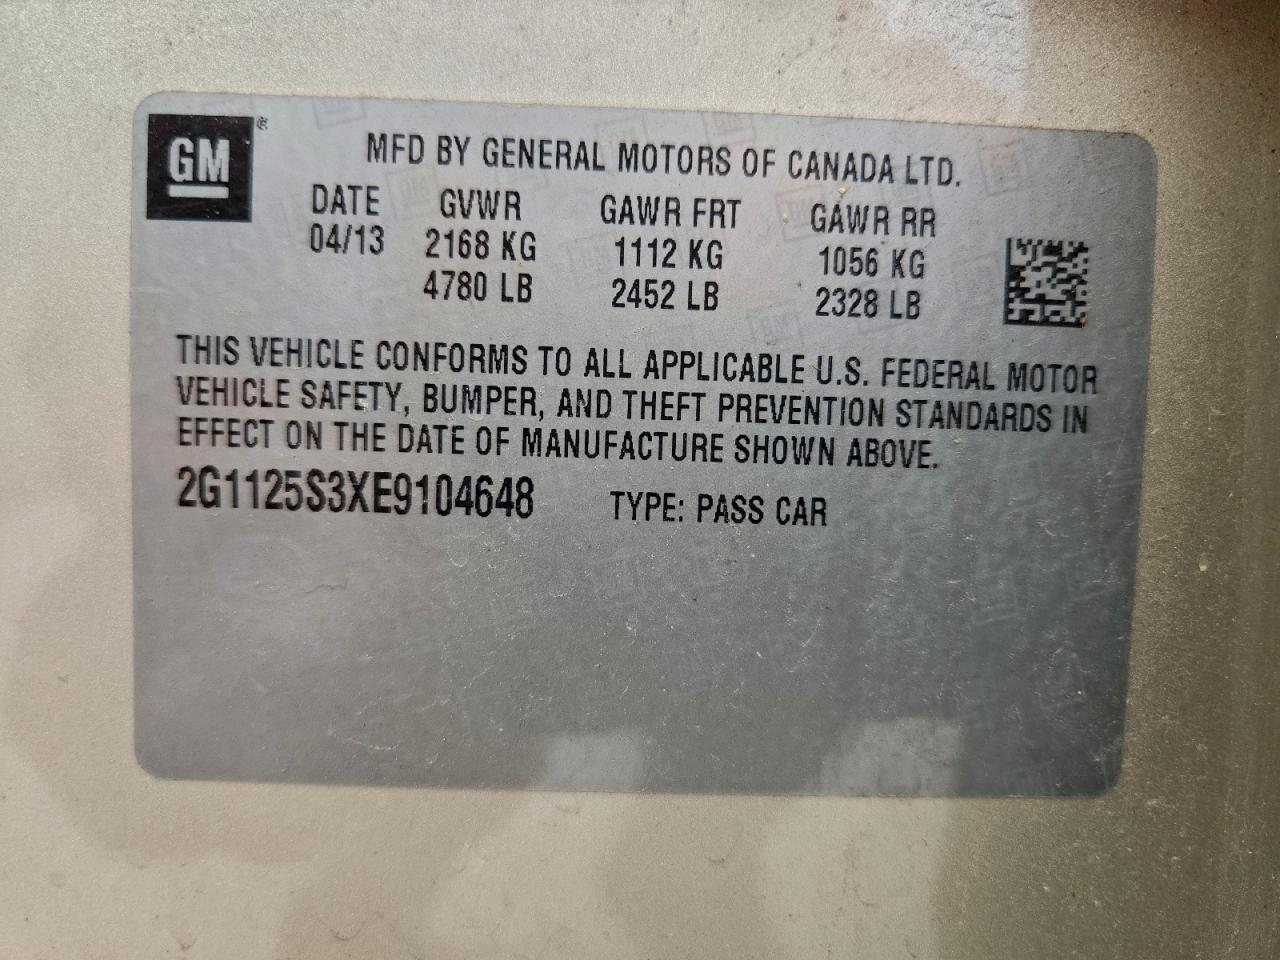 GM®
MFD BY GENERAL MOTORS OF CANADA LTD.
DATE GVWR GAWR FRT GAWR RR
04/13 2168 KG 1112 KG 1056 KG
4780 LB 2452 LB 2328 LB
THIS VEHICLE CONFORMS TO ALL APPLICABLE U.S. FEDERAL MOTOR
VEHICLE SAFETY, BUMPER, AND THEFT PREVENTION STANDARDS IN
EFFECT ON THE DATE OF MANUFACTURE SHOWN ABOVE.
2G1125S3XE9104648 TYPE: PASS CAR